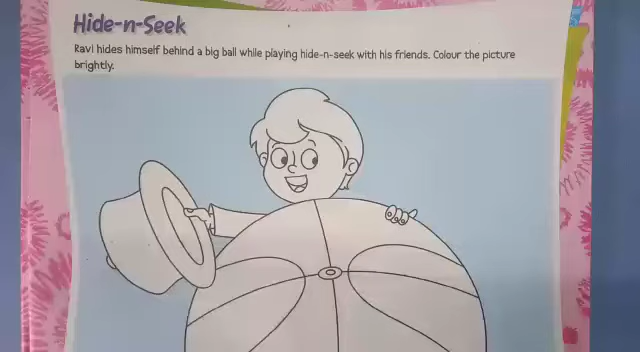 Hide-n-Seek
Ravi hides himself behind a big ball while playing hide-n-seek with his friends. Colour the picture
brightly.